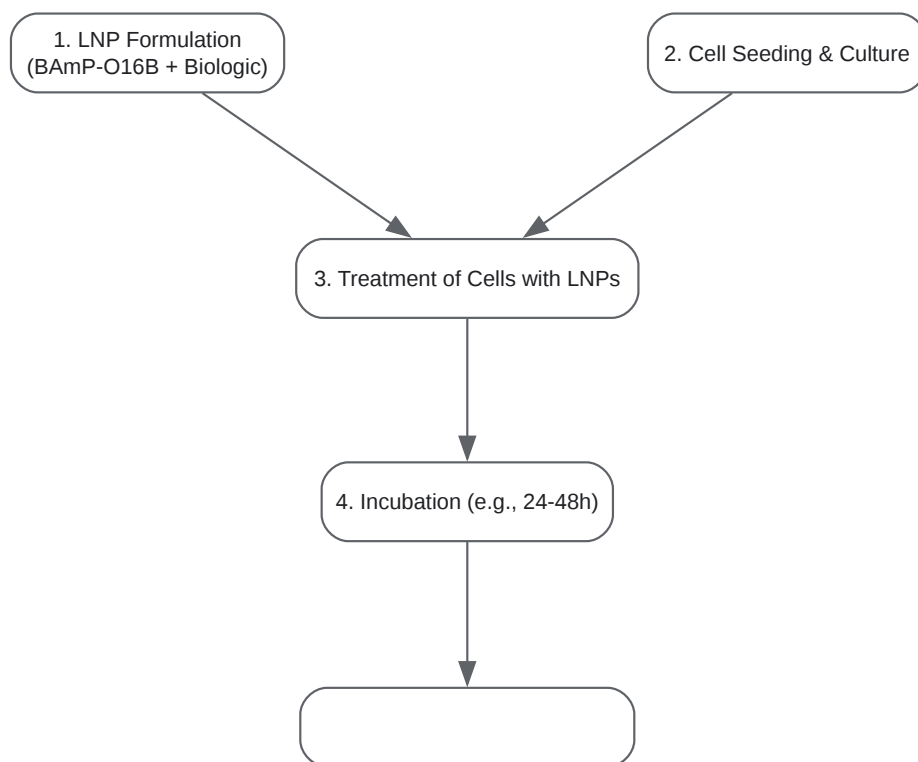 1. LNP Formulation
(BAmP-O16B + Biologic)
2. Cell Seeding & Culture
3. Treatment of Cells with LNPs
4. Incubation (e.g., 24-48h)